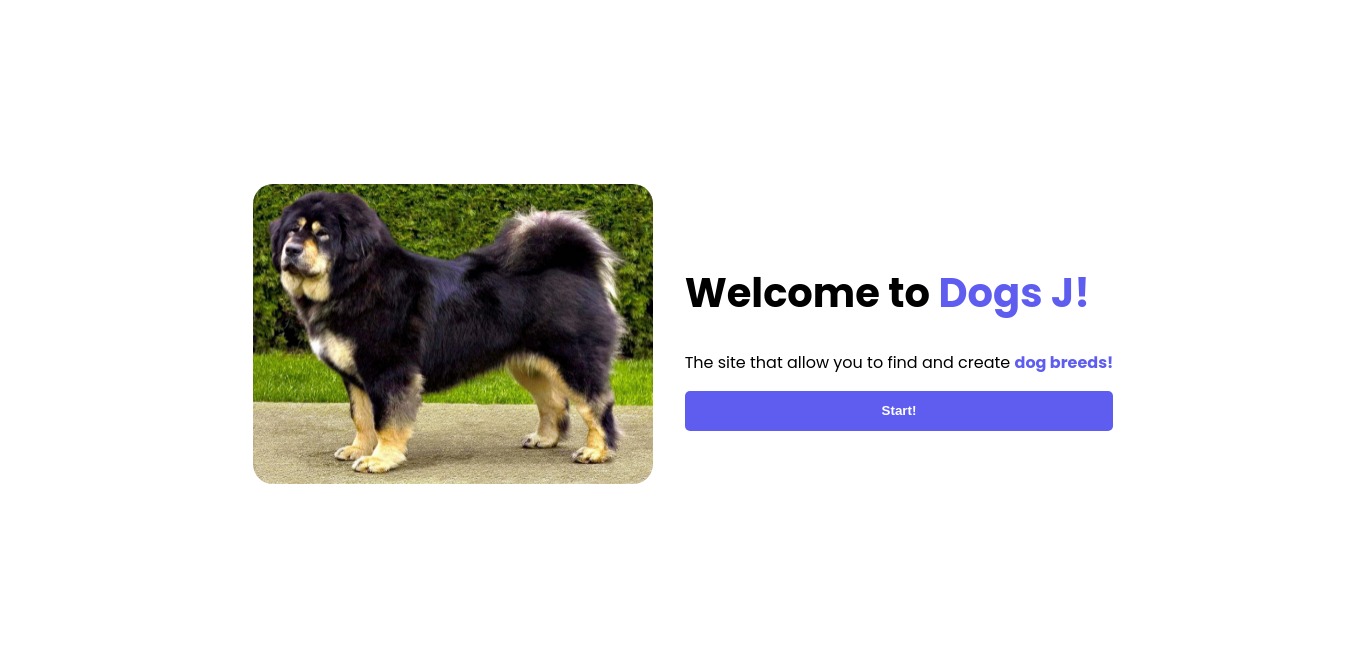 Welcome to Dogs J!
The site that allow you to find and create dog breeds!
Start!